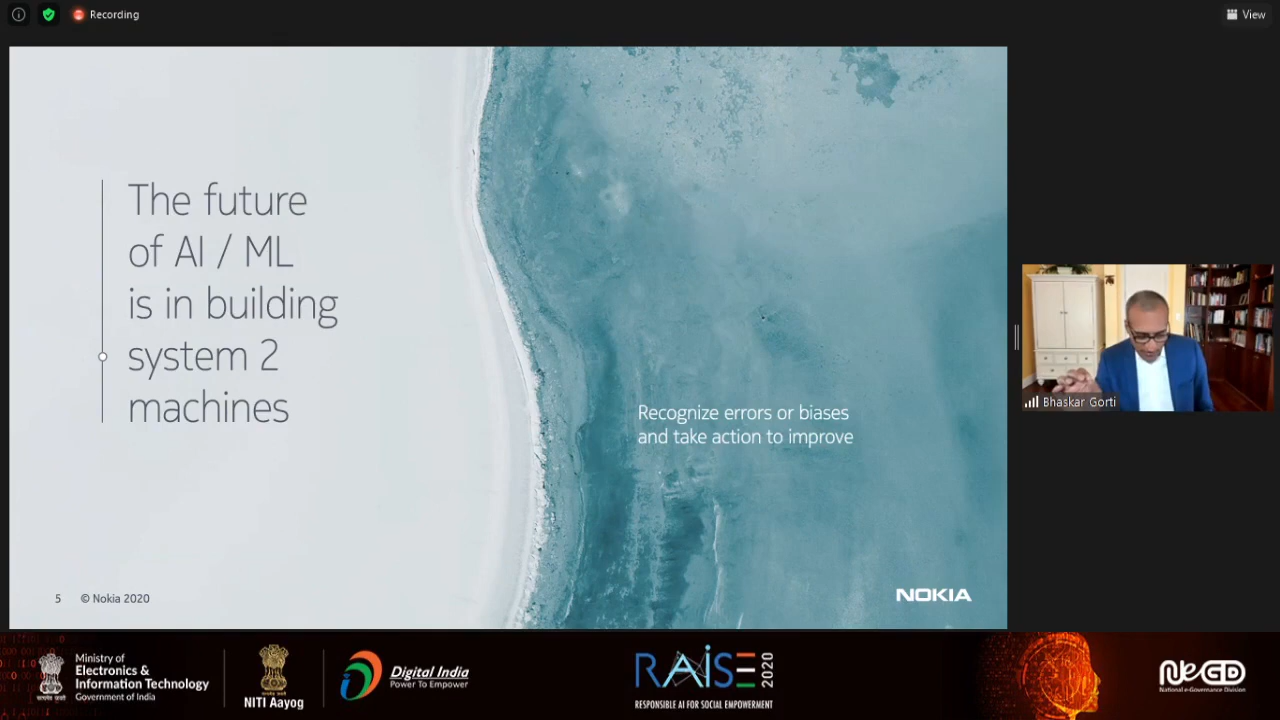 Recording
View
The future
of AI / ML
is in building
system 2
machines
Recognize errors or biases
and take action to improve
5 © Nokia 2020
NOKIA
Bhaskar Gorti
Ministry of
Electronics &
Information Technology
Government of India
NITI Aayog
Digital India
Power To Empower
RAISE 2020
RESPONSIBLE AI FOR SOCIAL EMPOWERMENT
NeGD
National e-Governance Division